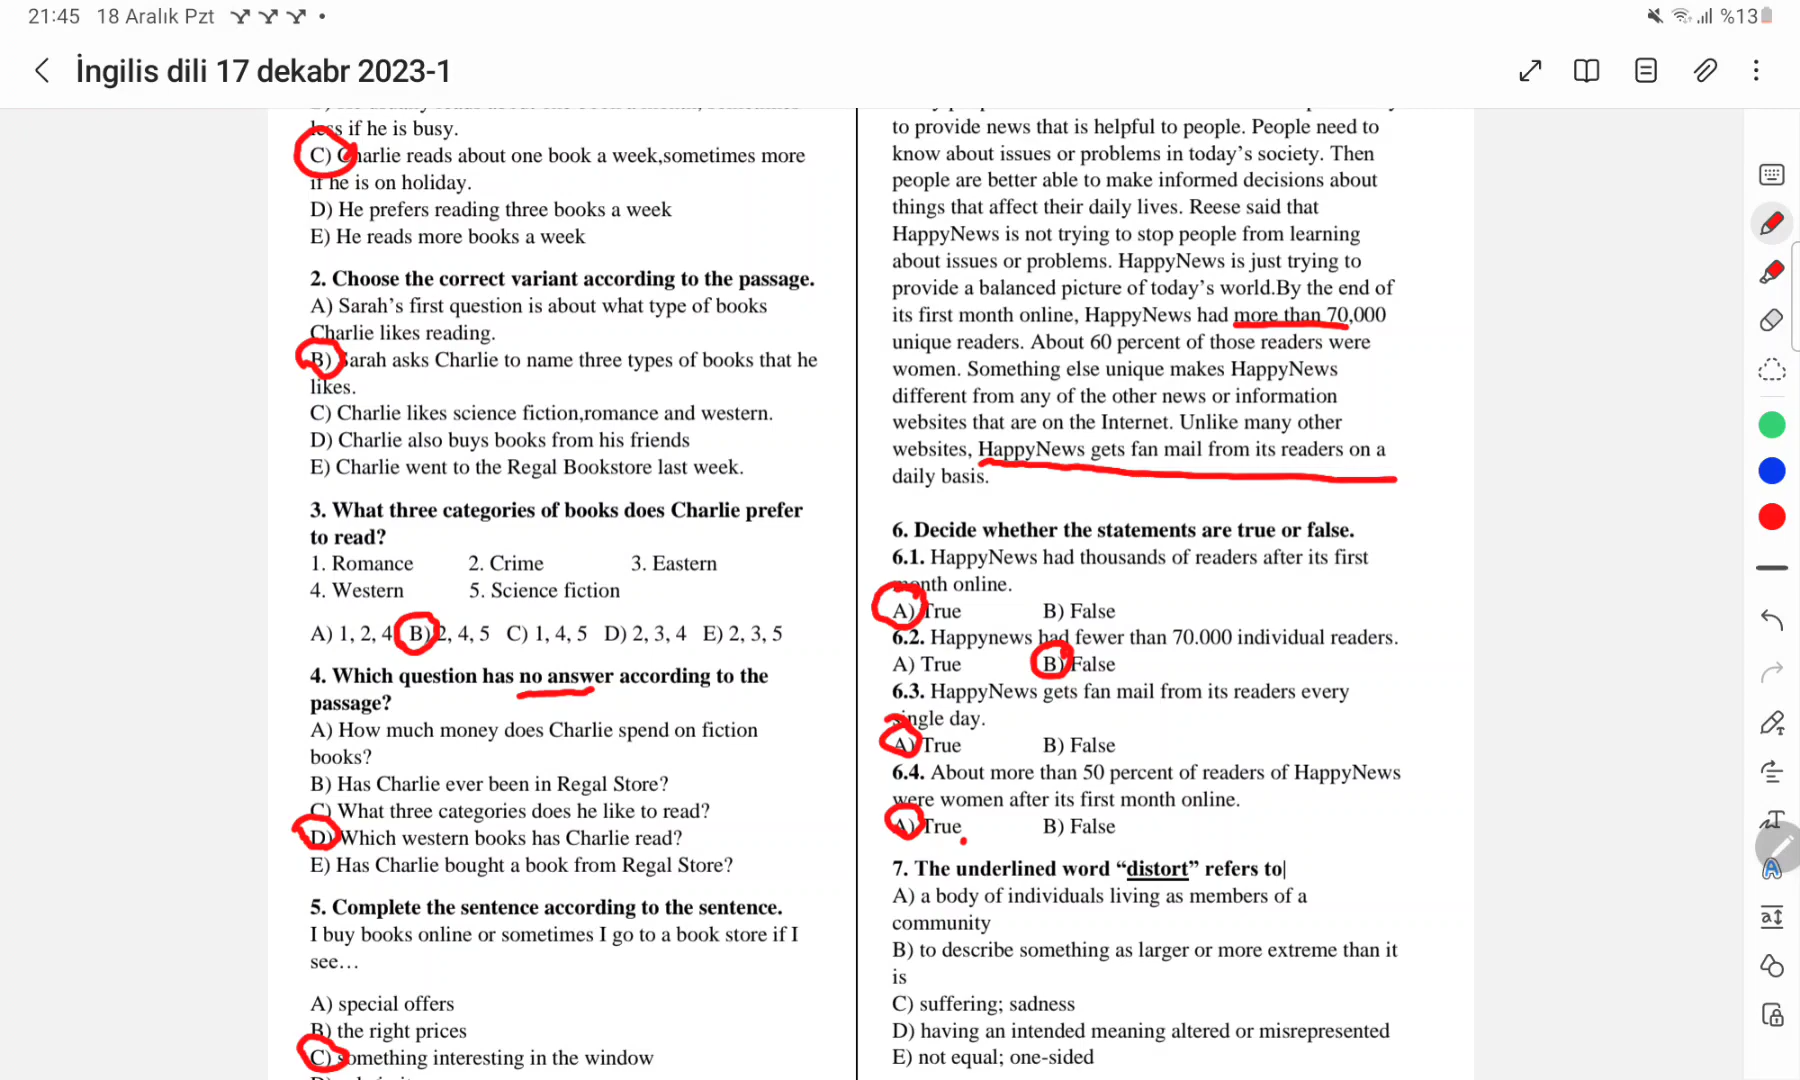 21:45 18 Aralık Pzt
%13
İngilis dili 17 dekabr 2023-1
less if he is busy.
C) Charlie reads about one book a week,sometimes more
if he is on holiday.
D) He prefers reading three books a week
E) He reads more books a week
2. Choose the correct variant according to the passage.
A) Sarah’s first question is about what type of books
Charlie likes reading.
B) Sarah asks Charlie to name three types of books that he
likes.
C) Charlie likes science fiction,romance and western.
D) Charlie also buys books from his friends
E) Charlie went to the Regal Bookstore last week.
3. What three categories of books does Charlie prefer
to read?
1. Romance 2. Crime 3. Eastern
4. Western 5. Science fiction
A) 1, 2, 4 B) 2, 4, 5 C) 1, 4, 5 D) 2, 3, 4 E) 2, 3, 5
4. Which question has no answer according to the
passage?
A) How much money does Charlie spend on fiction
books?
B) Has Charlie ever been in Regal Store?
C) What three categories does he like to read?
D) Which western books has Charlie read?
E) Has Charlie bought a book from Regal Store?
5. Complete the sentence according to the sentence.
I buy books online or sometimes I go to a book store if I
see…
A) special offers
B) the right prices
C) something interesting in the window
to provide news that is helpful to people. People need to
know about issues or problems in today’s society. Then
people are better able to make informed decisions about
things that affect their daily lives. Reese said that
HappyNews is not trying to stop people from learning
about issues or problems. HappyNews is just trying to
provide a balanced picture of today’s world.By the end of
its first month online, HappyNews had more than 70,000
unique readers. About 60 percent of those readers were
women. Something else unique makes HappyNews
different from any of the other news or information
websites that are on the Internet. Unlike many other
websites, HappyNews gets fan mail from its readers on a
daily basis.
6. Decide whether the statements are true or false.
6.1. HappyNews had thousands of readers after its first
month online.
A) True B) False
6.2. Happynews had fewer than 70.000 individual readers.
A) True B) False
6.3. HappyNews gets fan mail from its readers every
single day.
A) True B) False
6.4. About more than 50 percent of readers of HappyNews
were women after its first month online.
A) True B) False
7. The underlined word “distort” refers to
A) a body of individuals living as members of a
community
B) to describe something as larger or more extreme than it
is
C) suffering; sadness
D) having an intended meaning altered or misrepresented
E) not equal; one-sided